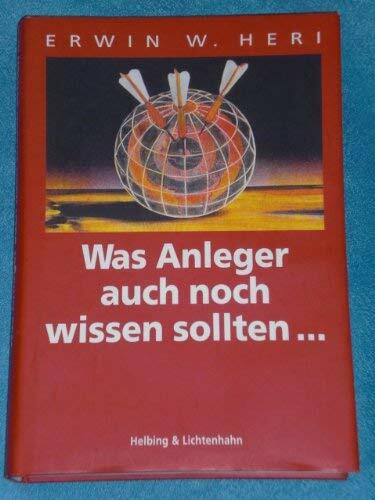 ERWIN W. HERI
Was Anleger
auch noch
wissen sollten ...
Helbing & Lichtenhahn